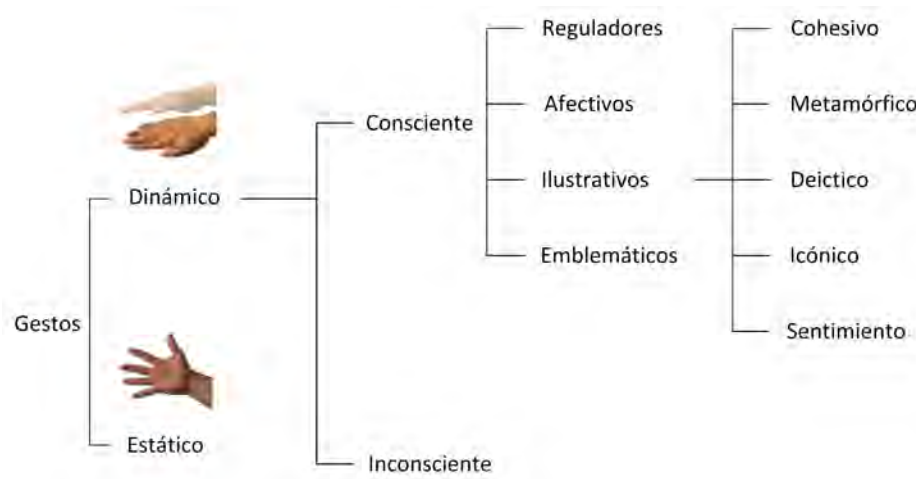 Gestos
Dinámico
Estático
Consciente
Inconsciente
Reguladores
Afectivos
Ilustrativos
Emblemáticos
Cohesivo
Metamórfico
Deictico
Icónico
Sentimiento